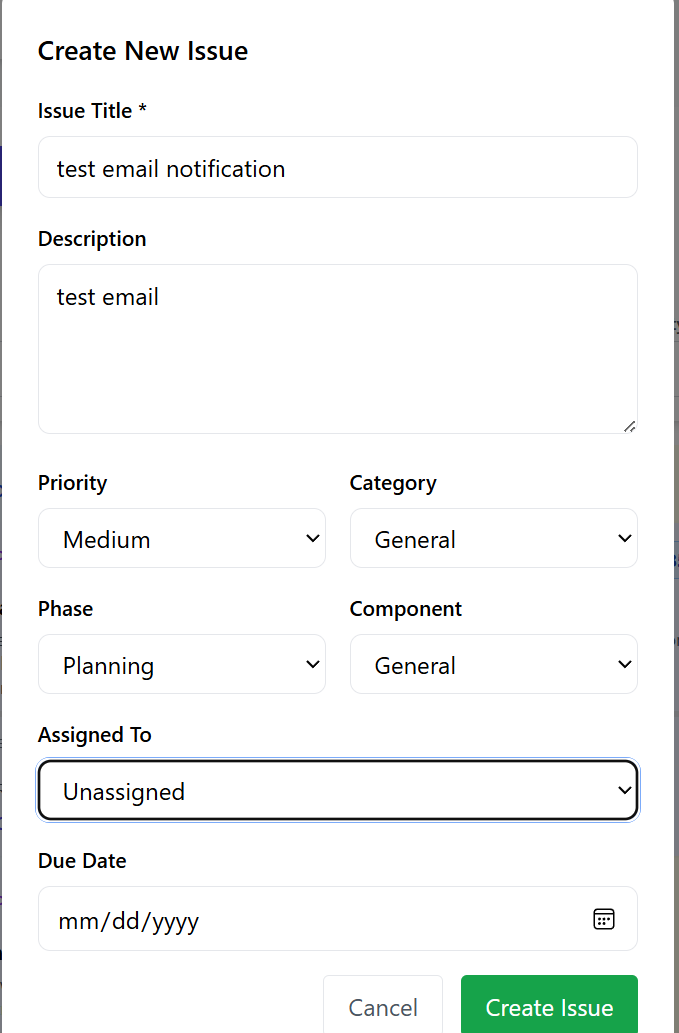 Create New Issue
Issue Title *
test email notification
Description
test email
Priority
Category
Medium
General
Phase
Component
Planning
General
Assigned To
Unassigned
Due Date
mm/dd/yyyy
Cancel
Create Issue